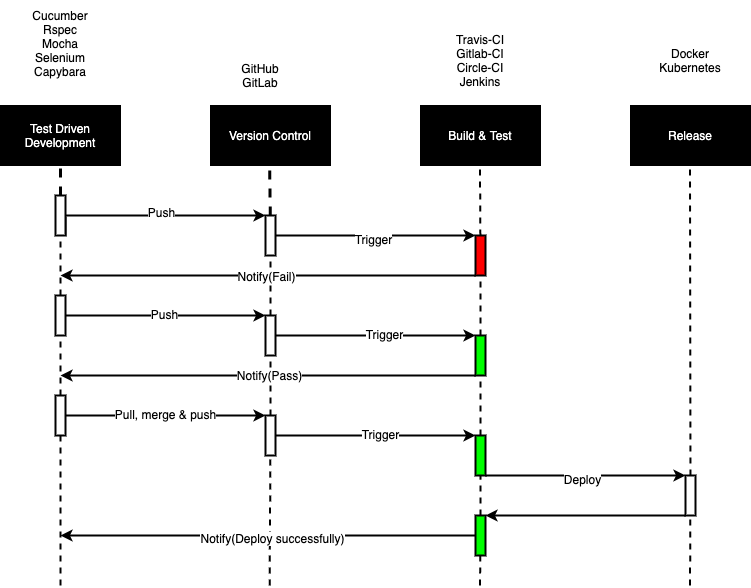 Cucumber
Rspec
Mocha
Selenium
Capybara
GitHub
GitLab
Travis-CI
Gitlab-CI
Circle-CI
Jenkins
Docker
Kubernetes
Test Driven
Development
Version Control
Build & Test
Release
Push
Trigger
Notify(Fail)
Push
Trigger
Notify(Pass)
Pull, merge & push
Trigger
Deploy
Notify(Deploy successfully)